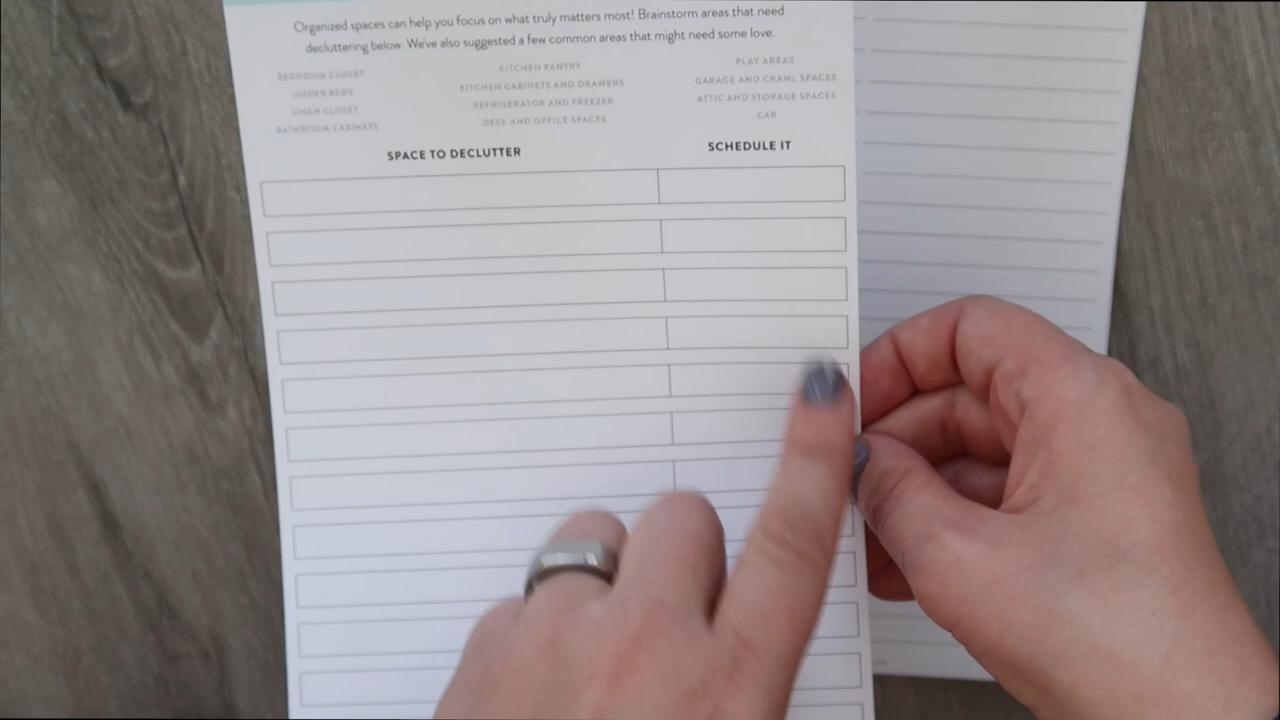 Organized spaces can help you focus on what truly matters most! Brainstorm areas that need
decluttering below. We've also suggested a few common areas that might need some love.
BEDROOM CLOSET
UNDER BEDS
LINEN CLOSET
BATHROOM CABINETS
KITCHEN PANTRY
KITCHEN CABINETS AND DRAWERS
REFRIGERATOR AND FREEZER
DESK AND OFFICE SPACES
PLAY AREAS
GARAGE AND CRAWL SPACES
ATTIC AND STORAGE SPACES
CAR
SPACE TO DECLUTTER
SCHEDULE IT